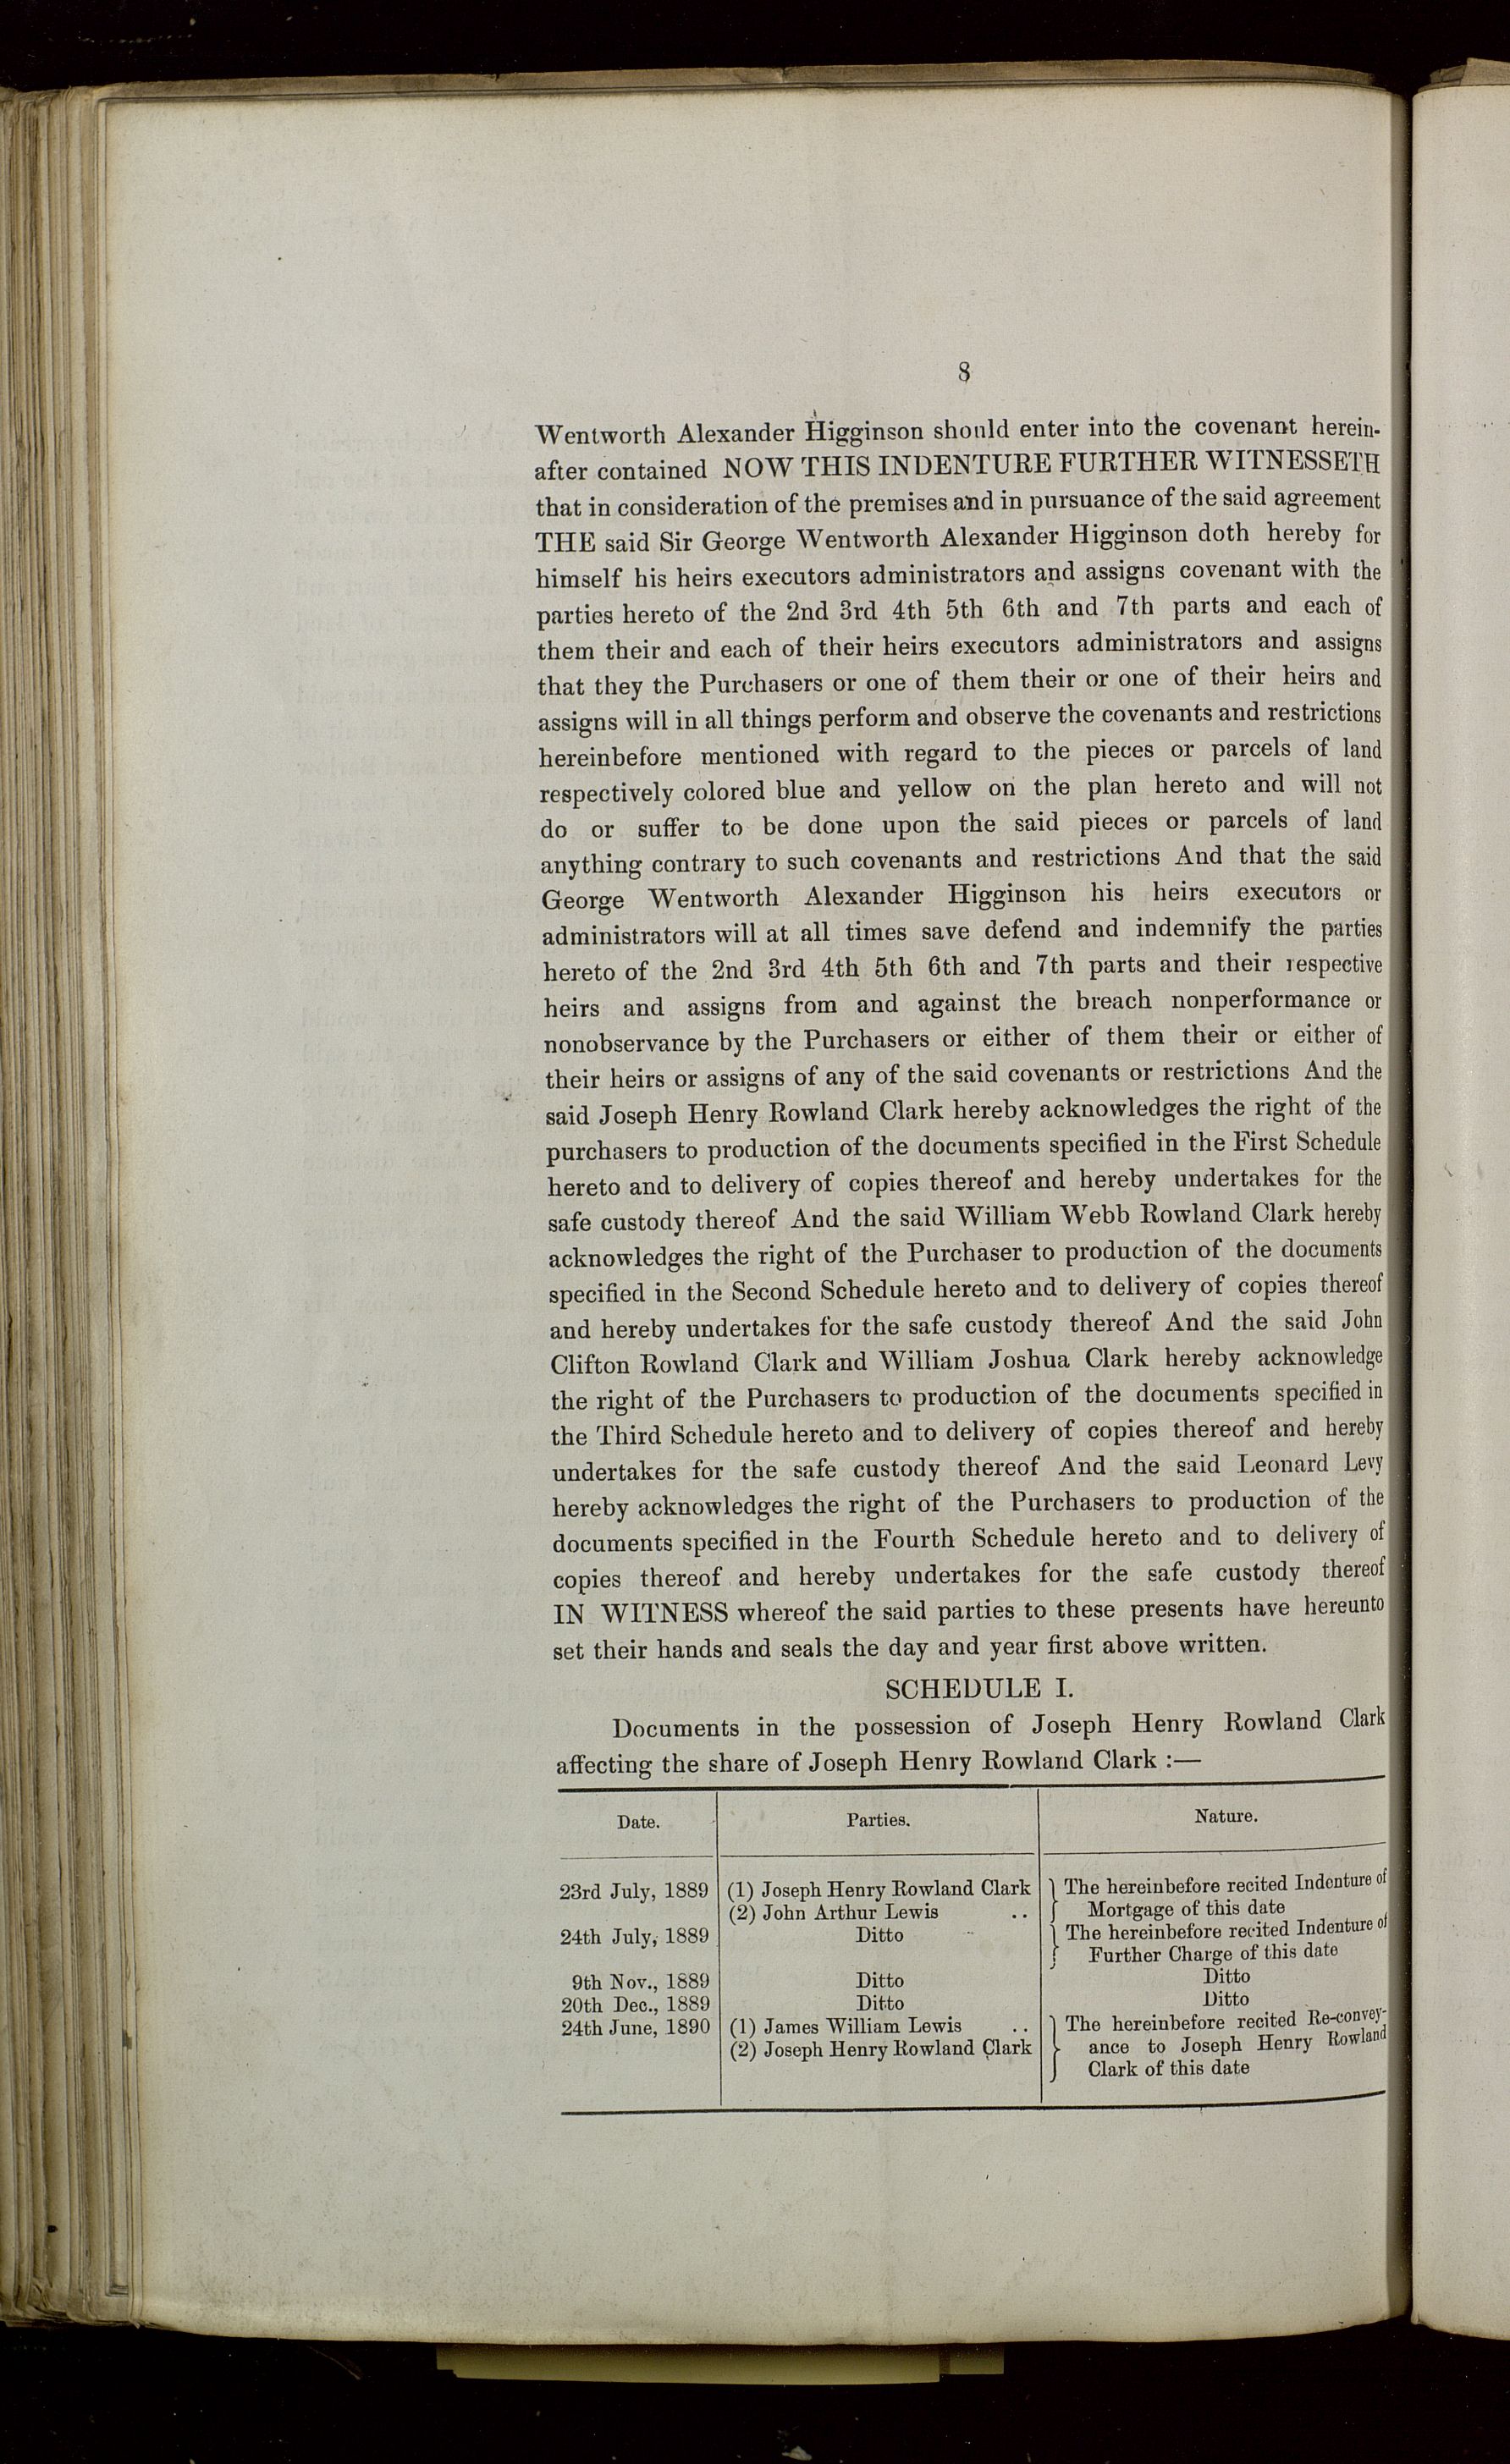 8
Wentworth Alexander Higginson should enter into the covenant herein-
after contained NOW THIS INDENTURE FURTHER WITNESSETH
that in consideration of the premises and in pursuance of the said agreement
THE said Sir George Wentworth Alexander Higginson doth hereby for
himself his heirs executors administrators and assigns covenant with the
parties hereto of the 2nd 3rd 4th 5th 6th and 7th parts and each of
them their and each of their heirs executors administrators and assigns
that they the Purchasers or one of them their or one of their heirs and
assigns will in all things perform and observe the covenants and restrictions
hereinbefore mentioned with regard to the pieces or parcels of land
respectively colored blue and yellow on the plan hereto and will not
do or suffer to be done upon the said pieces or parcels of land
anything contrary to such covenants and restrictions And that the said
George Wentworth Alexander Higginson his heirs executors or
administrators will at all times save defend and indemnify the parties
hereto of the 2nd 3rd 4th 5th 6th and 7th parts and their respective
heirs and assigns from and against the breach nonperformance or
nonobservance by the Purchasers or either of them their or either of
their heirs or assigns of any of the said covenants or restrictions And the
said Joseph Henry Rowland Clark hereby acknowledges the right of the
purchasers to production of the documents specified in the First Schedule
hereto and to delivery of copies thereof and hereby undertakes for the
safe custody thereof And the said William Webb Rowland Clark hereby
acknowledges the right of the Purchaser to production of the documents
specified in the Second Schedule hereto and to delivery of copies thereof
and hereby undertakes for the safe custody thereof And the said John
Clifton Rowland Clark and William Joshua Clark hereby acknowledge
the right of the Purchasers to production of the documents specified in
the Third Schedule hereto and to delivery of copies thereof and hereby
undertakes for the safe custody thereof And the said Leonard Levy
hereby acknowledges the right of the Purchasers to production of the
documents specified in the Fourth Schedule hereto and to delivery of
copies thereof and hereby undertakes for the safe custody thereof
IN WITNESS whereof the said parties to these presents have hereunto
set their hands and seals the day and year first above written.
SCHEDULE I.
Documents in the possession of Joseph Henry Rowland Clark
affecting the share of Joseph Henry Rowland Clark :—
Date. Parties. Nature.
23rd July, 1889 (1) Joseph Henry Rowland Clark } The hereinbefore recited Indenture of
(2) John Arthur Lewis .. Mortgage of this date
24th July, 1889 Ditto } The hereinbefore recited Indenture of
Further Charge of this date
9th Nov., 1889 Ditto Ditto
20th Dec., 1889 Ditto Ditto
24th June, 1890 (1) James William Lewis .. } The hereinbefore recited Re-convey-
(2) Joseph Henry Rowland Clark ance to Joseph Henry Rowland
Clark of this date